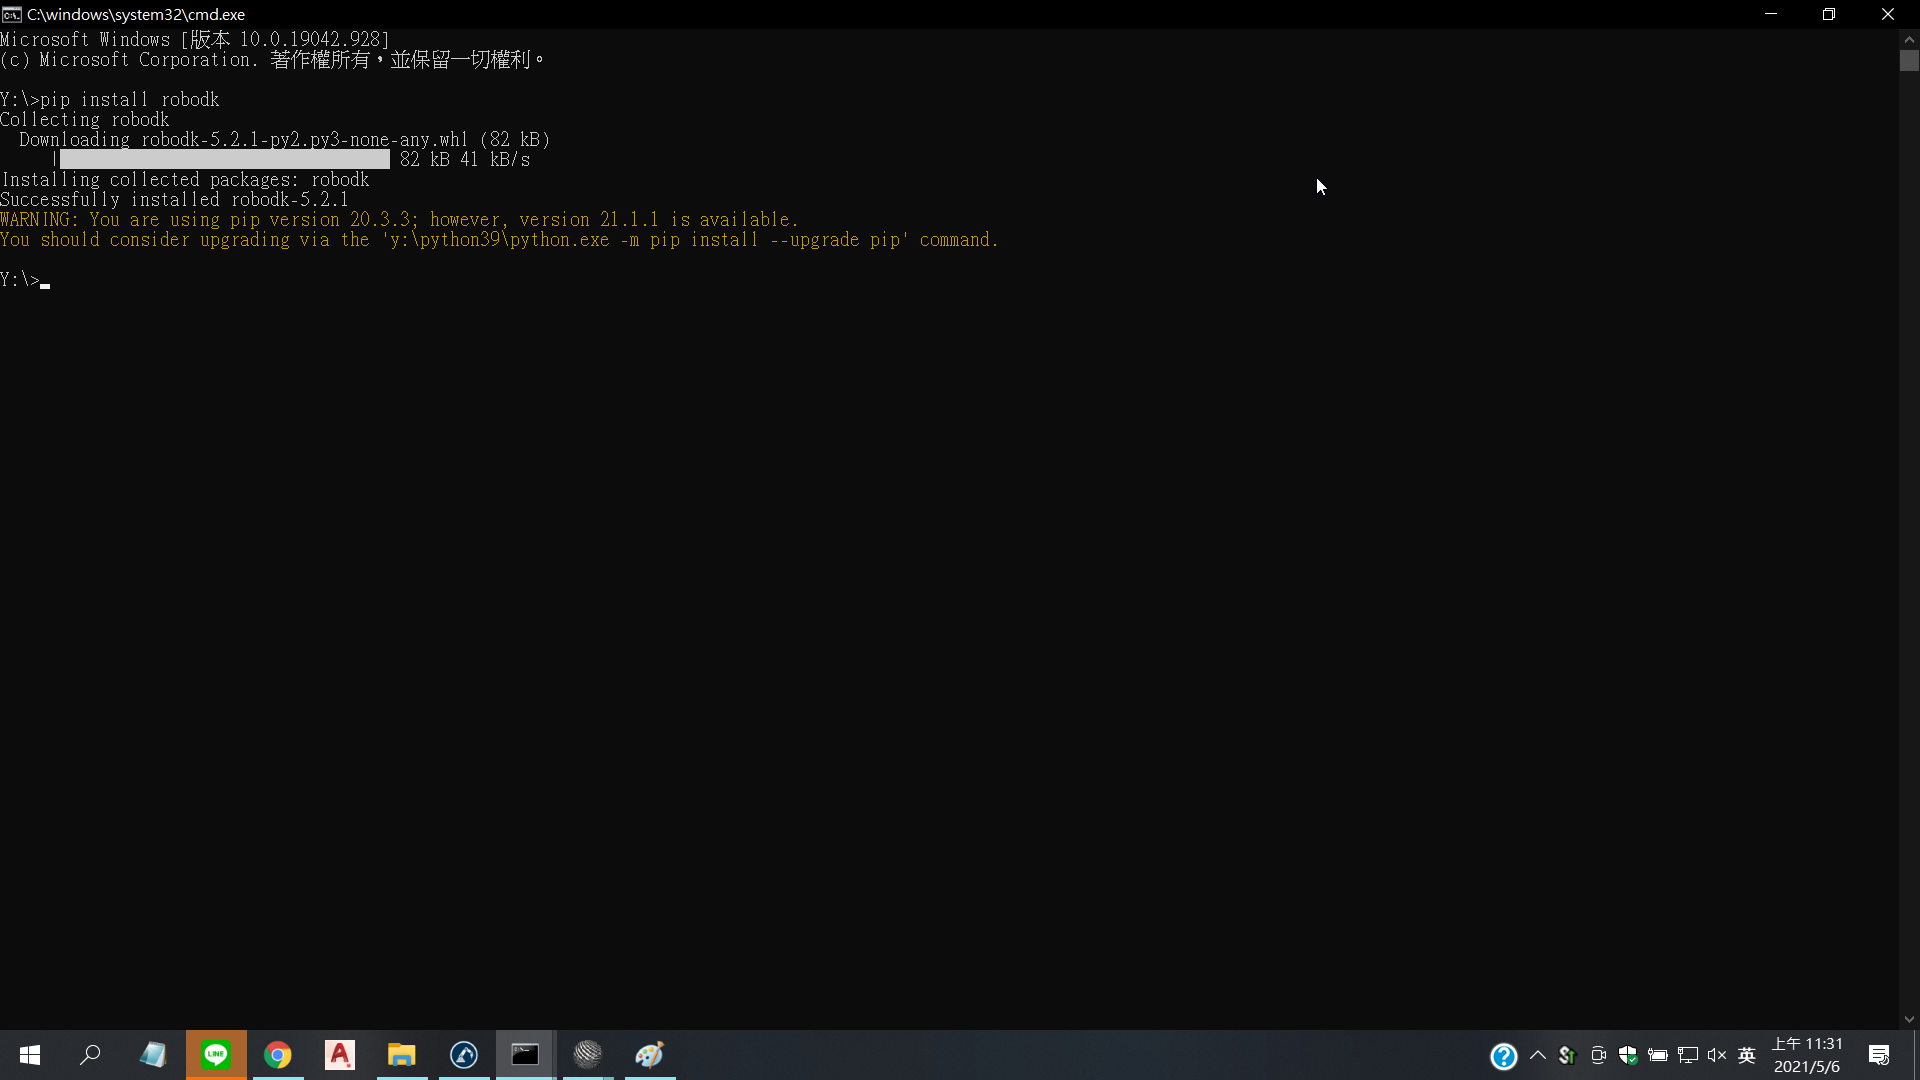 C:\windows\system32\cmd.exe
Microsoft Windows [版本 10.0.19042.928]
(c) Microsoft Corporation. 著作權所有，並保留一切權利。
Y:\>pip install robodk
Collecting robodk
Downloading robodk-5.2.1-py2.py3-none-any.whl (82 kB)
82 kB 41 kB/s
Installing collected packages: robodk
Successfully installed robodk-5.2.1
WARNING: You are using pip version 20.3.3; however, version 21.1.1 is available.
You should consider upgrading via the 'y:\python39\python.exe -m pip install --upgrade pip' command.
Y:\>
LINE
英
上午 11:31
2021/5/6